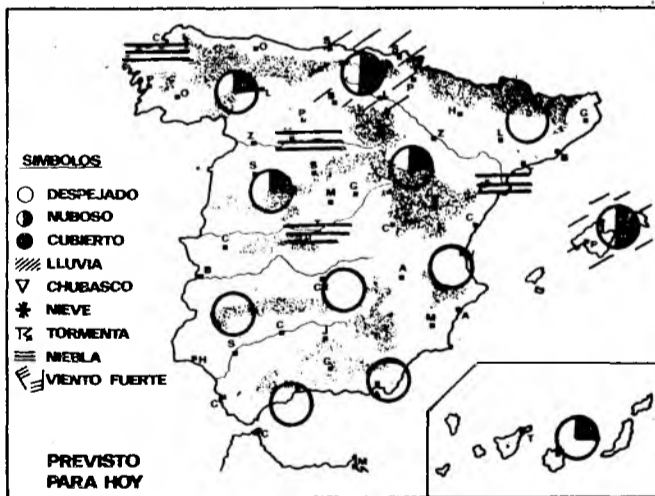 SIMBOLOS
DESPEJADO
NUBOSO
CUBIERTO
LLUVIA
CHUBASCO
NIEVE
TORMENTA
NIEBLA
VIENTO FUERTE
PREVISTO
PARA HOY
C
O
S
P
O
P
H
L
G
Z
Z
S
S
M
G
C
T
C
C
B
C
A
M
A
S
C
J
G
H
C
M
C
M
P
T